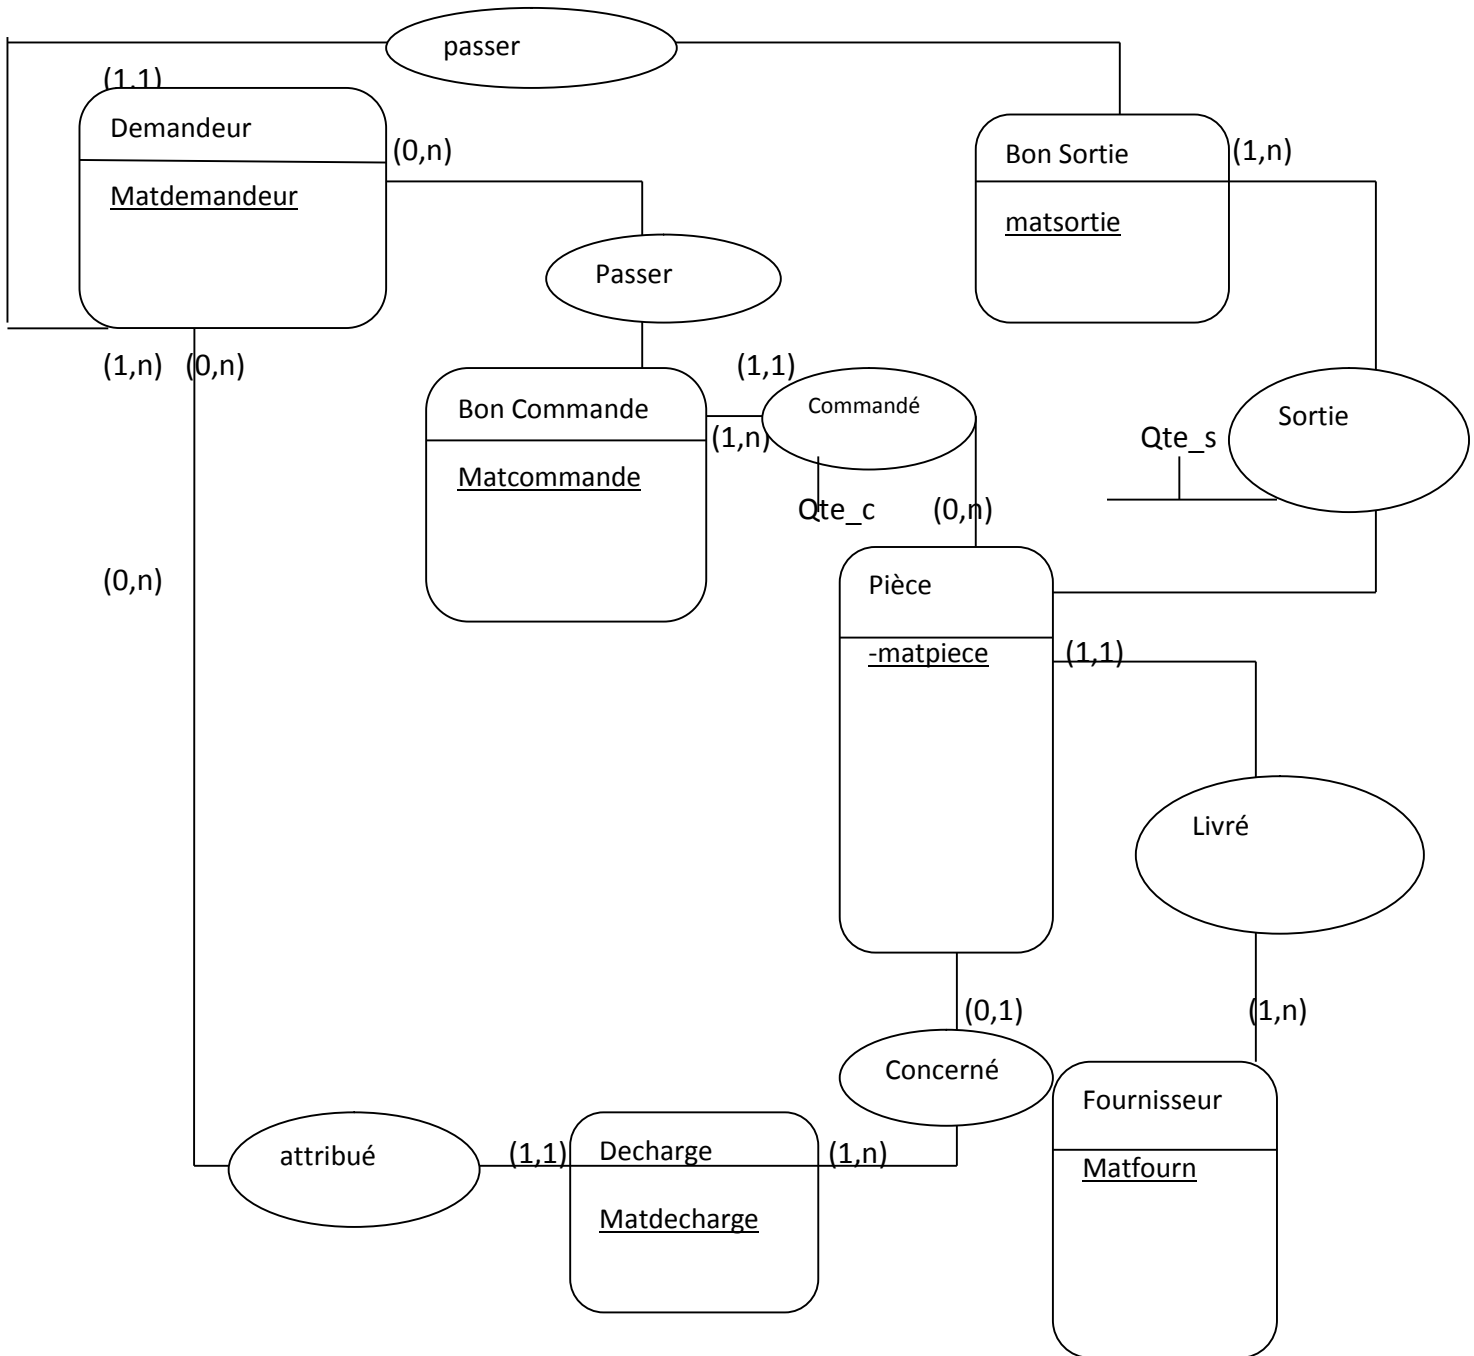 passer
(1,1)
Demandeur
(0,n)
Matdemandeur
Bon Sortie
(1,n)
matsortie
Passer
(1,n) (0,n)
(1,1)
Bon Commande
Commandé
(1,n)
Matcommande
Qte_c
(0,n)
Qte_s
Sortie
(0,n)
Pièce
-matpiece
(1,1)
Livré
(0,1)
(1,n)
Concerné
Fournisseur
Matfourn
attribué
(1,1)
Decharge
(1,n)
Matdecharge